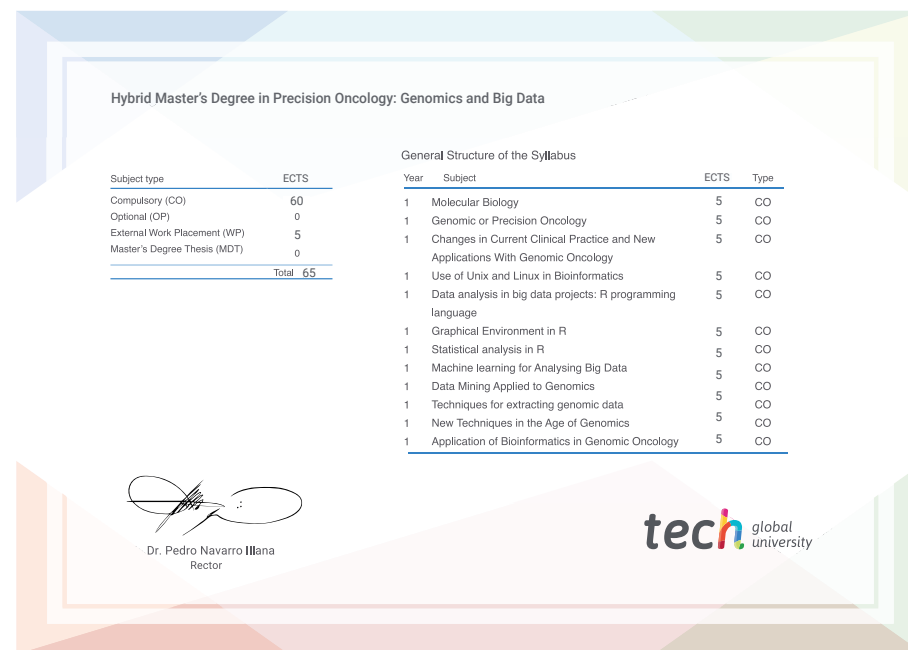 Hybrid Master's Degree in Precision Oncology: Genomics and Big Data
General Structure of the Syllabus
Subject type ECTS
Compulsory (CO) 60
Optional (OP) 0
External Work Placement (WP) 5
Master's Degree Thesis (MDT) 0
Total 65
Year Subject ECTS Type
1 Molecular Biology 5 CO
1 Genomic or Precision Oncology 5 CO
1 Changes in Current Clinical Practice and New 5 CO
Applications With Genomic Oncology
1 Use of Unix and Linux in Bioinformatics 5 CO
1 Data analysis in big data projects: R programming 5 CO
language
1 Graphical Environment in R 5 CO
1 Statistical analysis in R 5 CO
1 Machine learning for Analysing Big Data 5 CO
1 Data Mining Applied to Genomics 5 CO
1 Techniques for extracting genomic data CO
1 New Techniques in the Age of Genomics 5 CO
1 Application of Bioinformatics in Genomic Oncology 5 CO
Dr. Pedro Navarro Illana
Rector
tech global
university